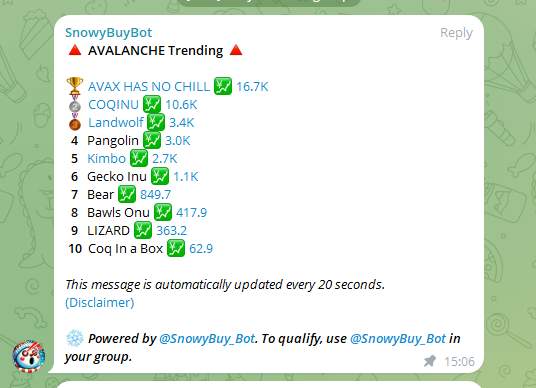 SnowyBuyBot
Reply
🔺 AVALANCHE Trending 🔺
🏆 AVAX HAS NO CHILL 💹 16.7K
🥈 COQINU 💹 10.6K
🥉 Landwolf 💹 3.4K
4 Pangolin 💹 3.0K
5 Kimbo 💹 2.7K
6 Gecko Inu 💹 1.1K
7 Bear 💹 849.7
8 Bawls Onu 💹 417.9
9 LIZARD 💹 363.2
10 Coq In a Box 💹 62.9
This message is automatically updated every 20 seconds.
(Disclaimer)
❄️ Powered by @SnowyBuy_Bot. To qualify, use @SnowyBuy_Bot in
your group.
15:06